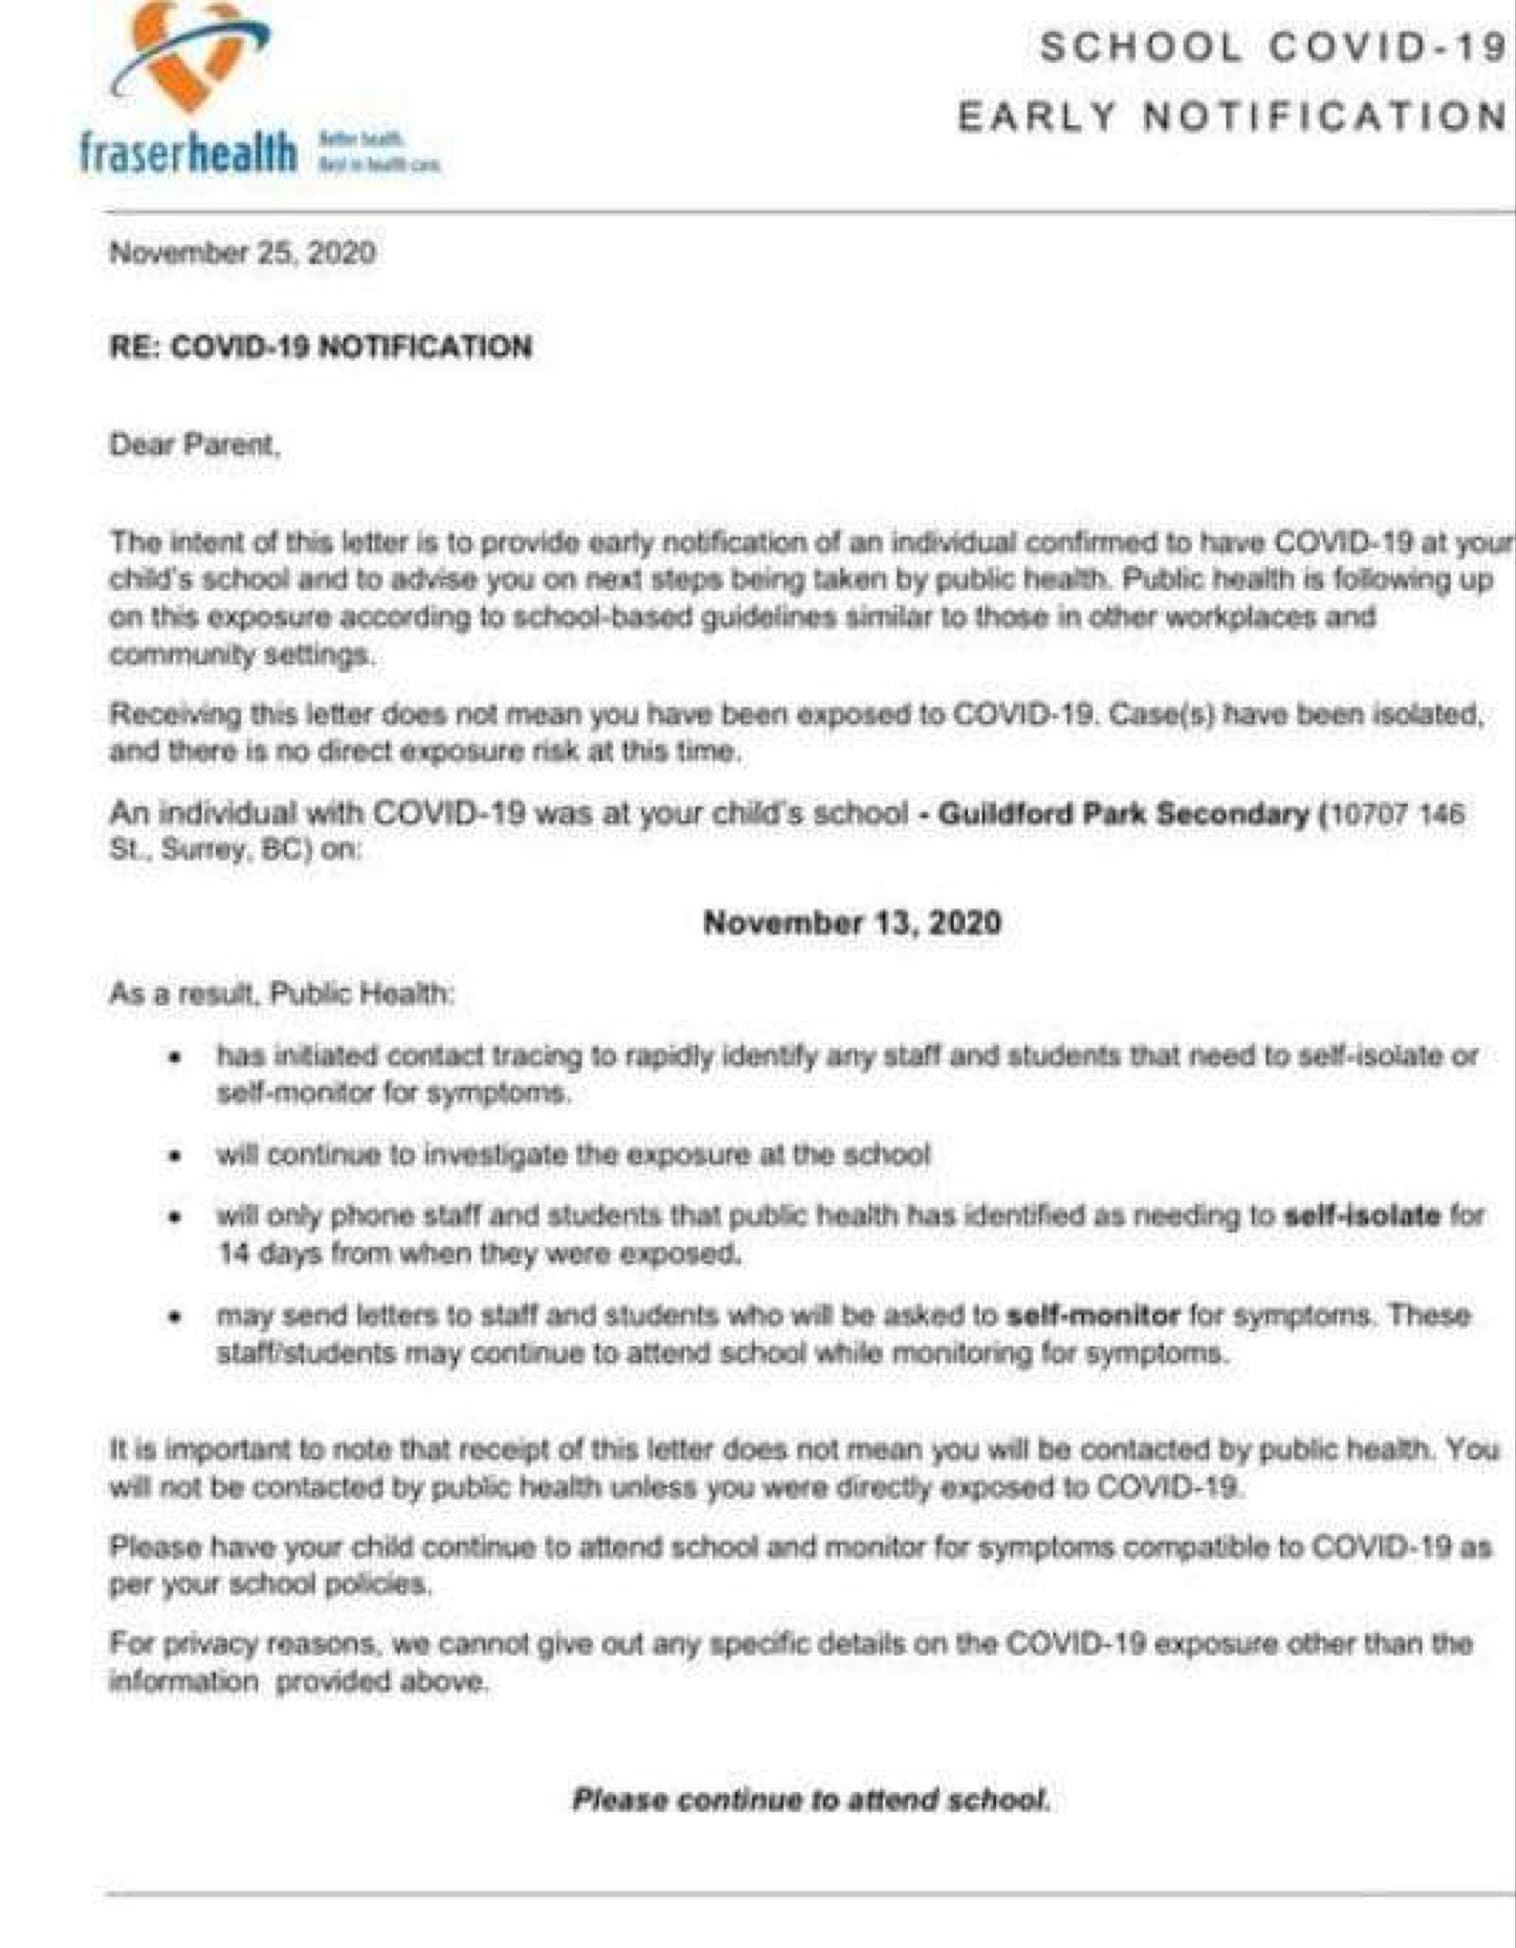 SCHOOL COVID-19
EARLY NOTIFICATION
fraserhealth
Better health.
Best in health care.
November 25, 2020
RE: COVID-19 NOTIFICATION
Dear Parent,
The intent of this letter is to provide early notification of an individual confirmed to have COVID-19 at your
child's school and to advise you on next steps being taken by public health. Public health is following up
on this exposure according to school-based guidelines similar to those in other workplaces and
community settings.
Receiving this letter does not mean you have been exposed to COVID-19. Case(s) have been isolated,
and there is no direct exposure risk at this time.
An individual with COVID-19 was at your child's school - Guildford Park Secondary (10707 146
St., Surrey, BC) on:
November 13, 2020
As a result, Public Health:
• has initiated contact tracing to rapidly identify any staff and students that need to self-isolate or
self-monitor for symptoms.
• will continue to investigate the exposure at the school
• will only phone staff and students that public health has identified as needing to self-isolate for
14 days from when they were exposed.
• may send letters to staff and students who will be asked to self-monitor for symptoms. These
staff/students may continue to attend school while monitoring for symptoms.
It is important to note that receipt of this letter does not mean you will be contacted by public health. You
will not be contacted by public health unless you were directly exposed to COVID-19.
Please have your child continue to attend school and monitor for symptoms compatible to COVID-19 as
per your school policies.
For privacy reasons, we cannot give out any specific details on the COVID-19 exposure other than the
information provided above.
Please continue to attend school.